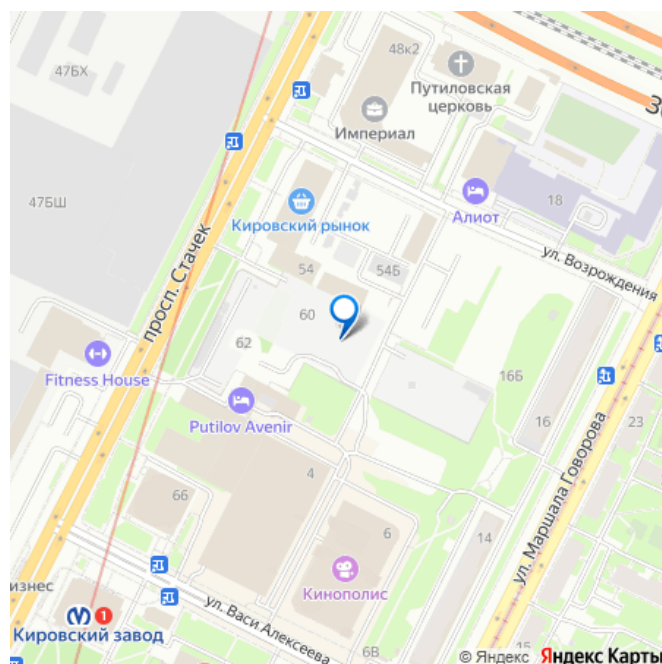 48к2
47БХ
Путиловская
церковь
Империал
18
47БШ
Алиот
Кировский рынок
ул. Возрождения
54
54Б
просп. Стачек
60
62
Fitness House
16Б
Putilov Avenir
16
23
4
ул. Маршала Говорова
66
6
14
Кинополис
ИЗНЕС
1
Кировский завод
ул. Васи Алексеева
6В
15
© Яндекс Яндекс Карты